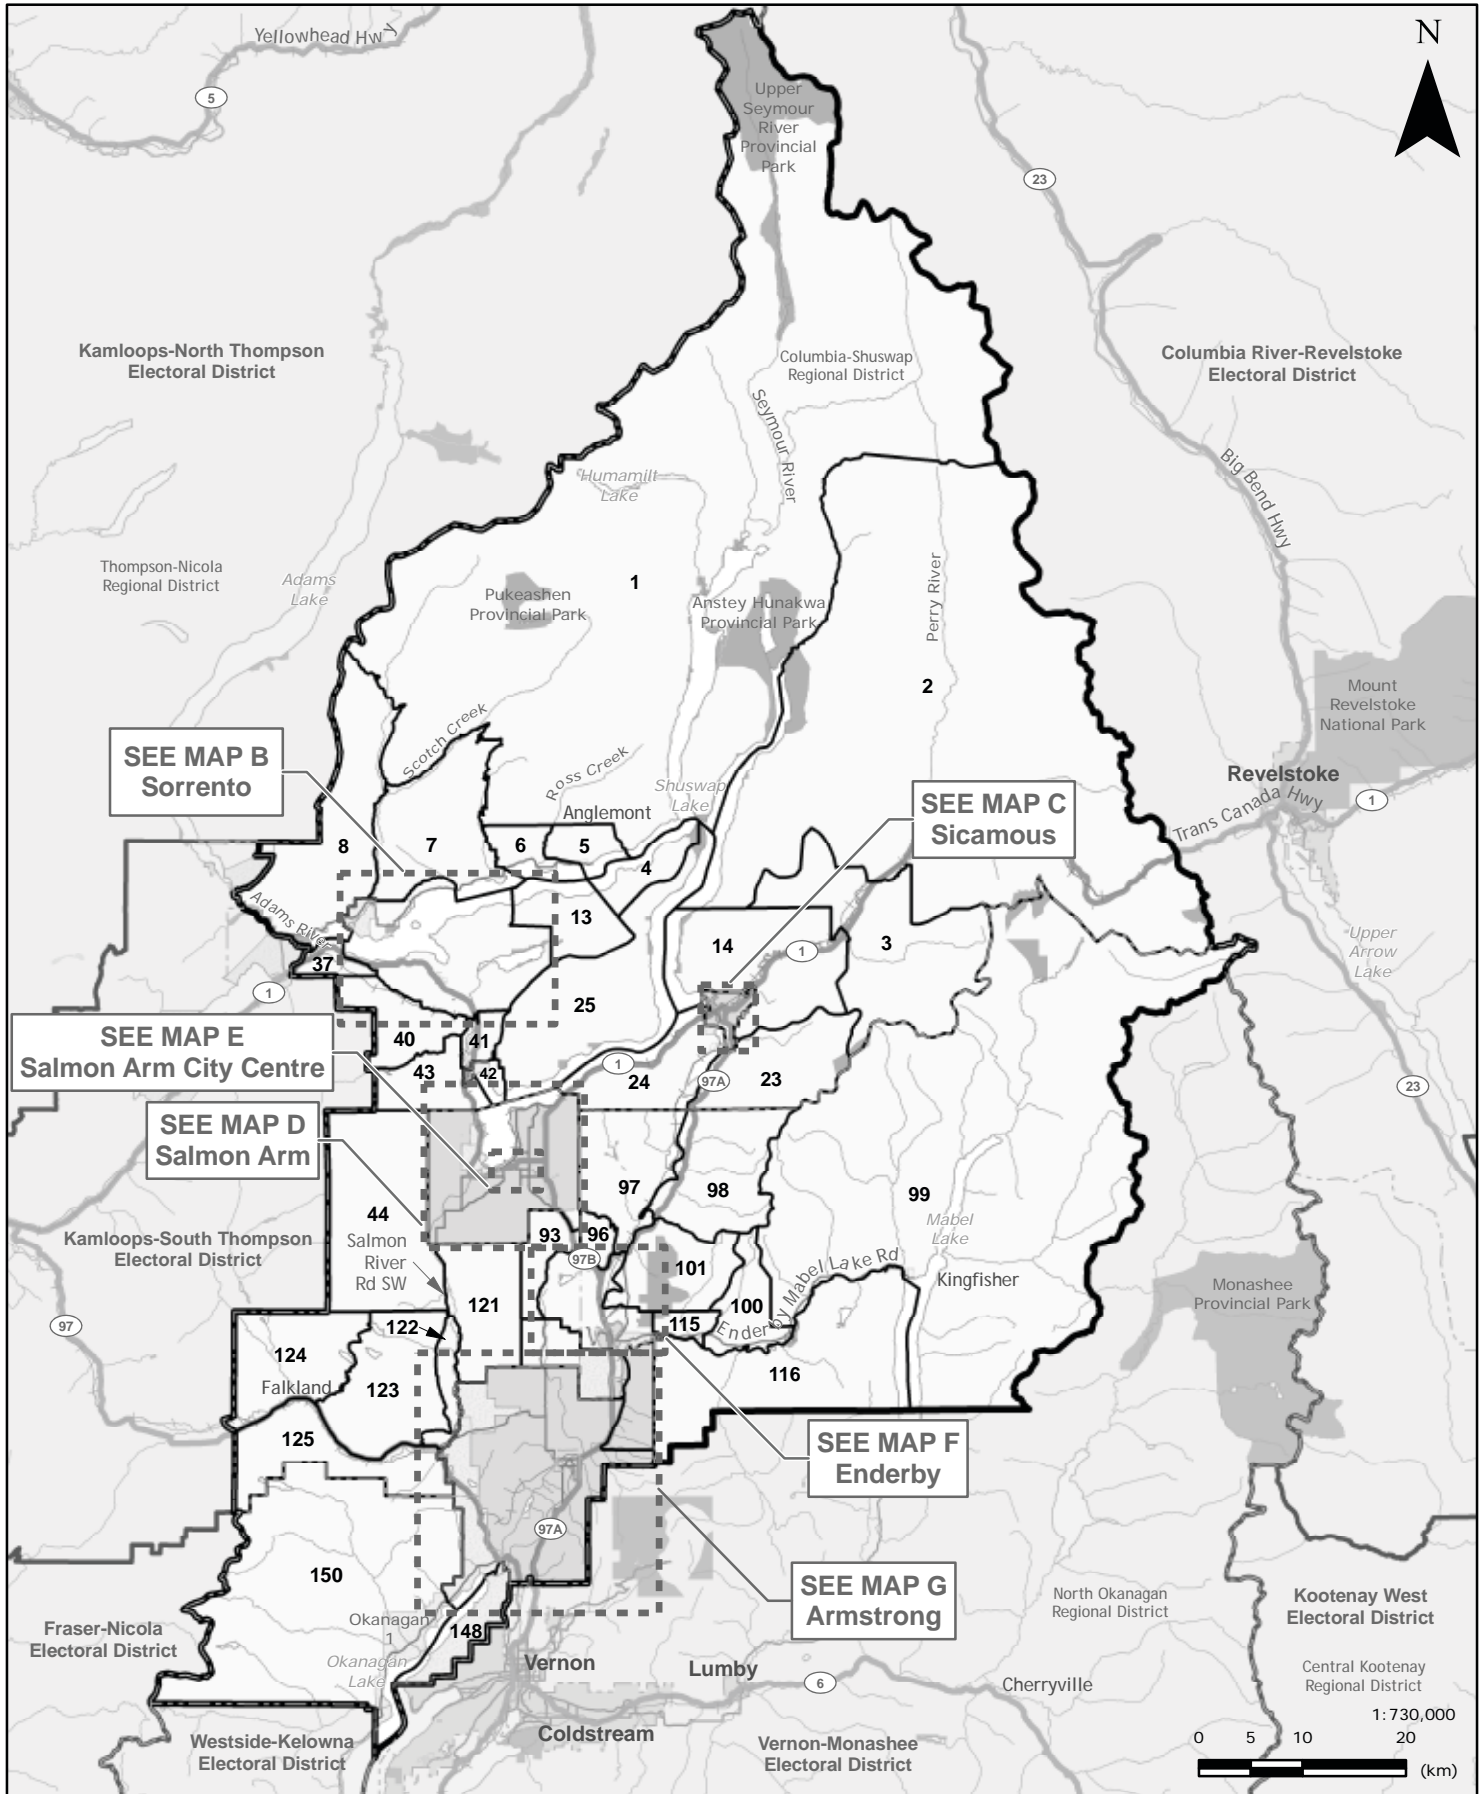 Yellowhead Hwy
5
N
Upper
Seymour
River
Provincial
Park
23
Kamloops-North Thompson
Electoral District
Columbia-Shuswap
Regional District
Columbia River-Revelstoke
Electoral District
Seymour River
Humamilt
Lake
Big Bend Hwy
Thompson-Nicola
Regional District
Adams
Lake
1
Pukeashen
Provincial Park
Anstey Hunakwa
Provincial Park
Perry River
2
Mount
Revelstoke
National Park
Scotch Creek
SEE MAP B
Sorrento
Ross Creek
Shuswap
Lake
Anglemont
SEE MAP C
Sicamous
Revelstoke
Trans Canada Hwy
1
8
7
6
5
4
Adams River
13
14
1
3
Upper
Arrow
Lake
37
1
25
SEE MAP E
Salmon Arm City Centre
40
41
43
42
1
24
97A
23
23
SEE MAP D
Salmon Arm
44
97
98
99
Mabel
Lake
Kamloops-South Thompson
Electoral District
Salmon
River
Rd SW
93
96
97B
101
Enderby Mabel Lake Rd
Kingfisher
Monashee
Provincial Park
97
121
100
115
122
124
Falkland
123
116
125
SEE MAP F
Enderby
97A
150
SEE MAP G
Armstrong
North Okanagan
Regional District
Kootenay West
Electoral District
Fraser-Nicola
Electoral District
Okanagan
1
148
Okanagan
Lake
Vernon
Lumby
6
Cherryville
Central Kootenay
Regional District
1:730,000
Westside-Kelowna
Electoral District
Coldstream
Vernon-Monashee
Electoral District
0 5 10 20
(km)